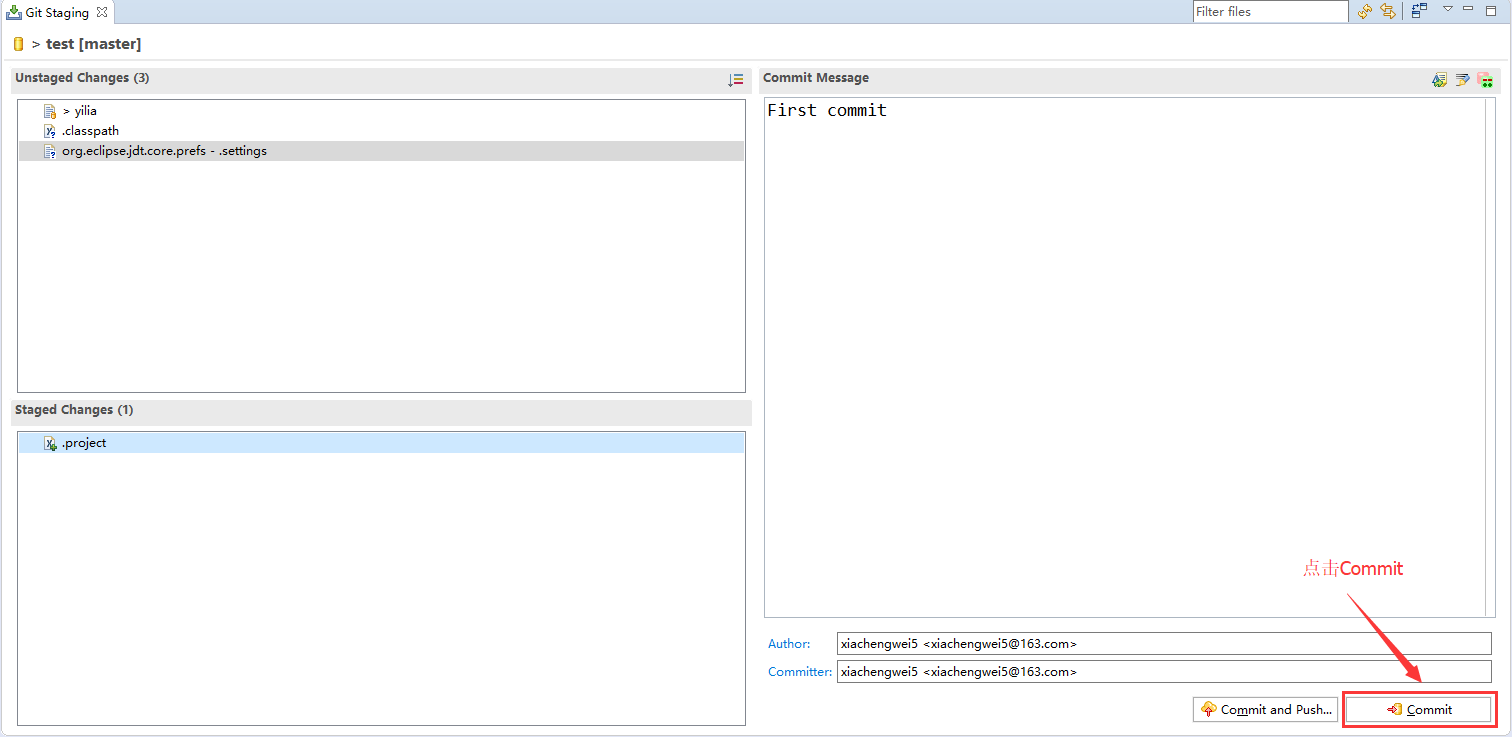 Git Staging
Filter files
> test [master]
Unstaged Changes (3)
> yilia
.classpath
org.eclipse.jdt.core.prefs - .settings
Staged Changes (1)
.project
Commit Message
First commit
点击Commit
Author: xiachengwei5 <xiachengwei5@163.com>
Committer: xiachengwei5 <xiachengwei5@163.com>
Commit and Push... Commit